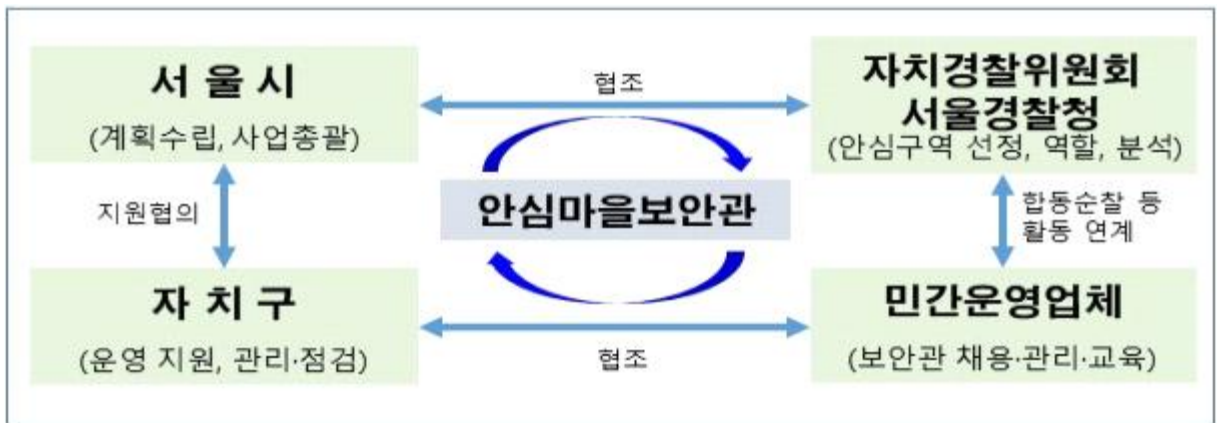 서 울 시
(계획수립, 사업총괄)
협조
자치경찰위원회
서울경찰청
(안심구역 선정, 역할, 분석)
지원협의
안심마을보안관
합동순찰 등
활동 연계
자 치 구
(운영 지원, 관리·점검)
협조
민간운영업체
(보안관 채용·관리·교육)